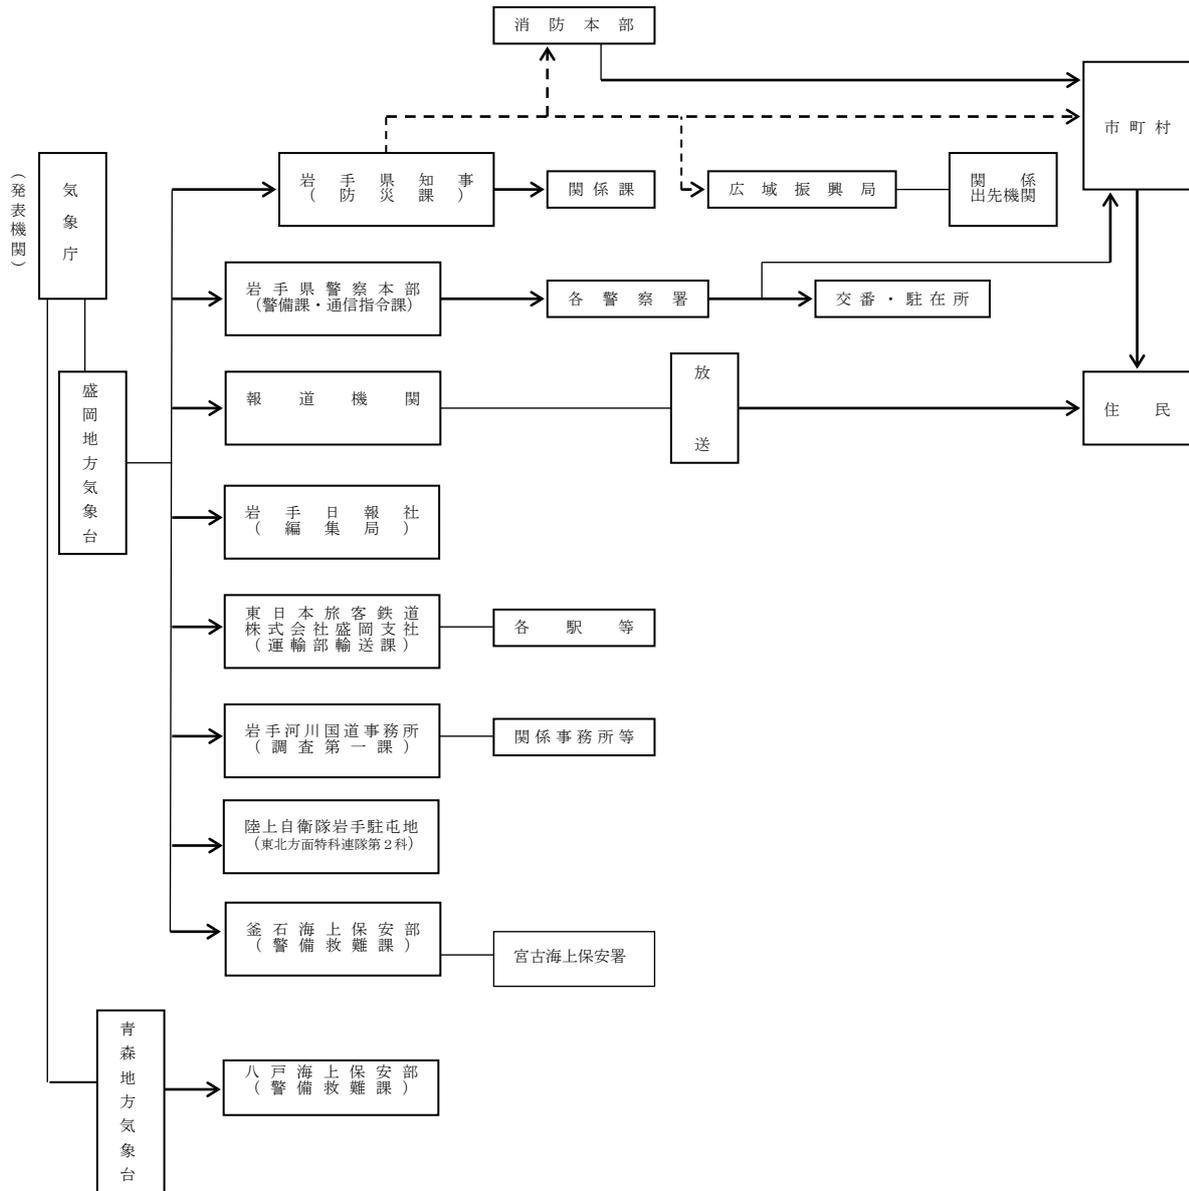 消防本部
市町村
（発表機関）
気象庁
岩手県知事
（防災課）
関係課
広域振興局
関係
出先機関
岩手県警察本部
（警備課・通信指令課）
各警察署
交番・駐在所
盛岡地方気象台
報道機関
放送
住民
岩手日報社
（編集局）
東日本旅客鉄道
株式会社盛岡支社
（運輸部輸送課）
各駅等
岩手河川国道事務所
（調査第一課）
関係事務所等
陸上自衛隊岩手駐屯地
（東北方面特科連隊第２科）
釜石海上保安部
（警備救難課）
宮古海上保安署
青森地方気象台
八戸海上保安部
（警備救難課）